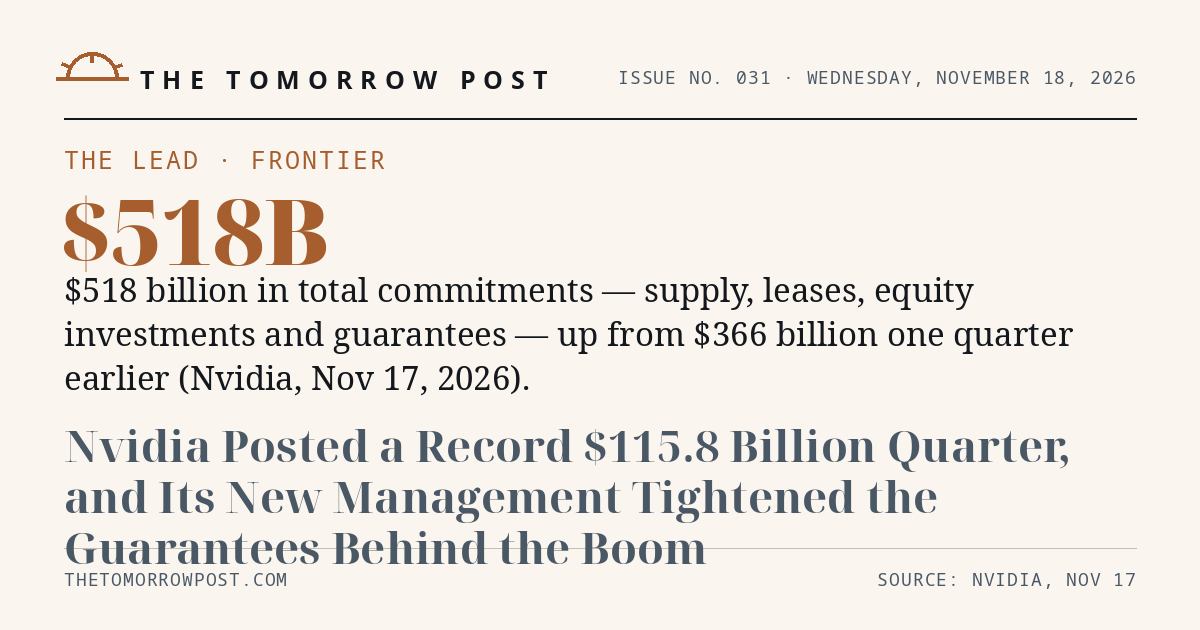 THE TOMORROW POST
ISSUE NO. 031 · WEDNESDAY, NOVEMBER 18, 2026
THE LEAD · FRONTIER
$518B
$518 billion in total commitments — supply, leases, equity
investments and guarantees — up from $366 billion one quarter
earlier (Nvidia, Nov 17, 2026).
Nvidia Posted a Record $115.8 Billion Quarter,
and Its New Management Tightened the
Guarantees Behind the Boom
THETOMORROWPOST.COM
SOURCE: NVIDIA, NOV 17